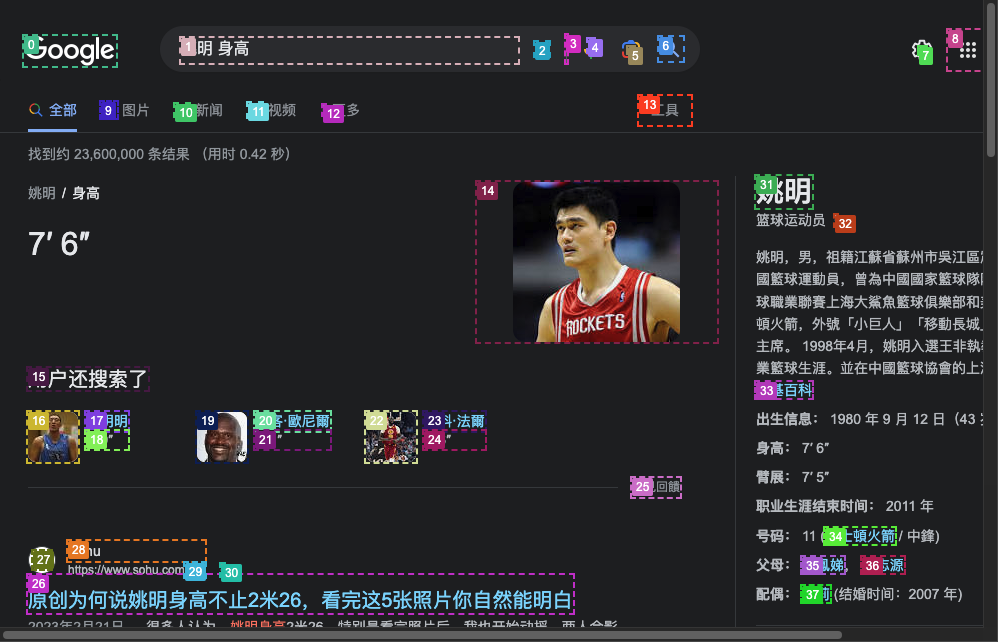 Google
明 身高
全部
图片
新闻
视频
多
工具
找到约 23,600,000 条结果 （用时 0.42 秒）
姚明 / 身高
7′ 6″
ROCKETS
户还搜索了
明
″
客·歐尼爾
″
斗·法爾
″
回饋
hu
https://www.sohu.com
原创为何说姚明身高不止2米26，看完这5张照片你自然能明白
2023年2月21日
很多人认为，姚明身高2米26，特别是看完照片后，我也开始动摇，两人合影
姚明
篮球运动员
姚明，男，祖籍江蘇省蘇州市吳江區
國籃球運動員，曾為中國國家籃球隊
球職業聯賽上海大鯊魚籃球俱樂部和
頓火箭，外號「小巨人」「移動長城」
主席。 1998年4月，姚明入選王非執
業籃球生涯。並在中國籃球協會的上
基百科
出生信息： 1980 年 9 月 12 日（43
身高： 7′ 6″
臂展： 7′ 5″
职业生涯结束时间： 2011 年
号码： 11 (士頓火箭 / 中鋒)
父母： 鳳娣， 志源
配偶： 莉 (结婚时间：2007 年)
0
1
2
3
4
5
6
7
8
9
10
11
12
13
14
15
16
17
18
19
20
21
22
23
24
25
26
27
28
29
30
31
32
33
34
35
36
37